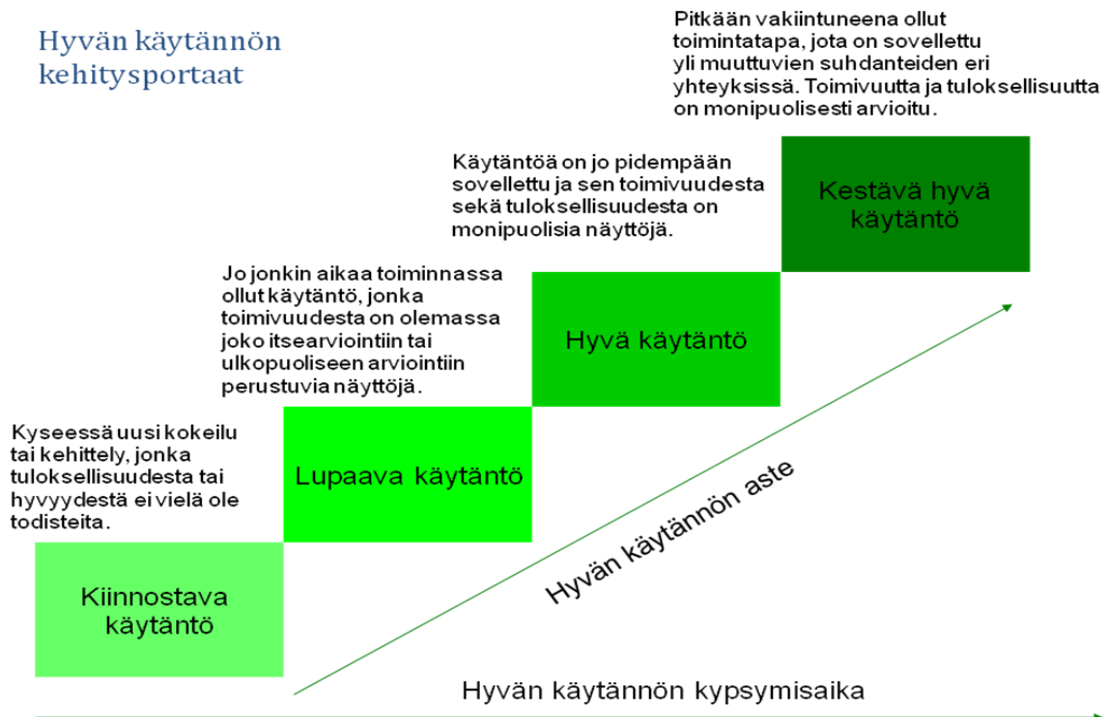 Hyvän käytännön
kehitysportaat
Pitkään vakiintuneena ollut
toimintatapa, jota on sovellettu
yli muuttuvien suhdanteiden eri
yhteyksissä. Toimivuutta ja tuloksellisuutta
on monipuolisesti arvioitu.
Kestävä hyvä
käytäntö
Käytäntöä on jo pidempään
sovellettu ja sen toimivuudesta
sekä tuloksellisuudesta on
monipuolisia näyttöjä.
Hyvä käytäntö
Jo jonkin aikaa toiminnassa
ollut käytäntö, jonka
toimivuudesta on olemassa
joko itsearviointiin tai
ulkopuoliseen arviointiin
perustuvia näyttöjä.
Lupaava käytäntö
Kyseessä uusi kokeilu
tai kehittely, jonka
tuloksellisuudesta tai
hyvyydestä ei vielä ole
todisteita.
Kiinnostava
käytäntö
Hyvän käytännön aste
Hyvän käytännön kypsymisaika